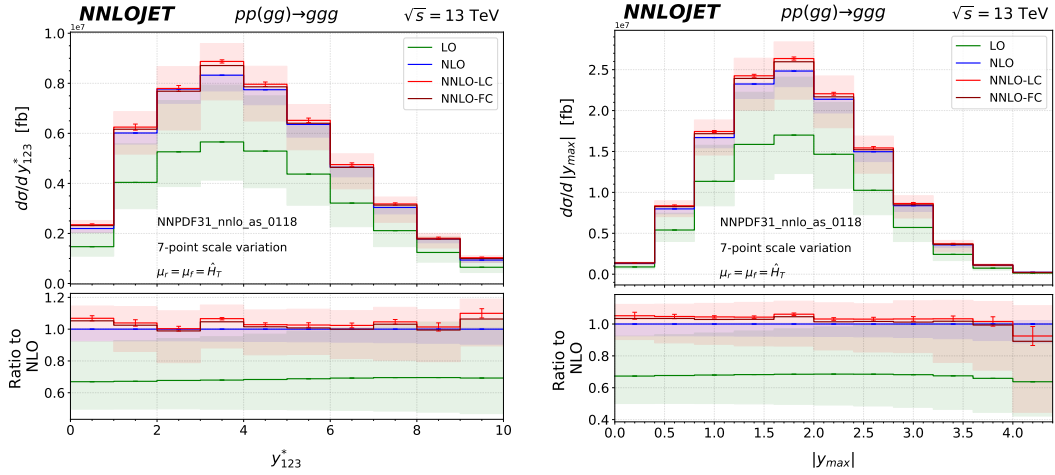 NNLOJET pp(gg)→ggg √s = 13 TeV
1e7
1.0
0.8
0.6
0.4
0.2
0.0
dσ/d y*₁₂₃ [fb]
LO
NLO
NNLO-LC
NNLO-FC
NNPDF31_nnlo_as_0118
7-point scale variation
μᵣ = μ_f = Ĥ_T
1.2
1.0
0.8
0.6
Ratio to
NLO
0 2 4 6 8 10
y*₁₂₃
NNLOJET pp(gg)→ggg √s = 13 TeV
1e7
2.5
2.0
1.5
1.0
0.5
0.0
dσ/d |y_max| [fb]
LO
NLO
NNLO-LC
NNLO-FC
NNPDF31_nnlo_as_0118
7-point scale variation
μᵣ = μ_f = Ĥ_T
1.0
0.8
0.6
0.4
Ratio to
NLO
0.0 0.5 1.0 1.5 2.0 2.5 3.0 3.5 4.0
|y_max|